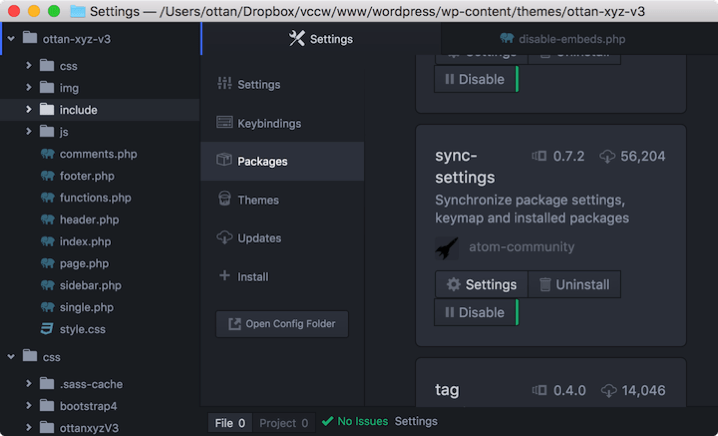 Settings — /Users/ottan/Dropbox/vccw/www/wordpress/wp-content/themes/ottan-xyz-v3
ottan-xyz-v3
css
img
include
js
comments.php
footer.php
functions.php
header.php
index.php
page.php
sidebar.php
single.php
style.css
css
.sass-cache
bootstrap4
ottanxyzV3
Settings
disable-embeds.php
Settings
Keybindings
Packages
Themes
Updates
Install
Open Config Folder
Settings Uninstall
Disable
sync-
settings
0.7.2 56,204
Synchronize package settings,
keymap and installed packages
atom-community
Settings Uninstall
Disable
tag 0.4.0 14,046
File 0 Project 0 No Issues Settings